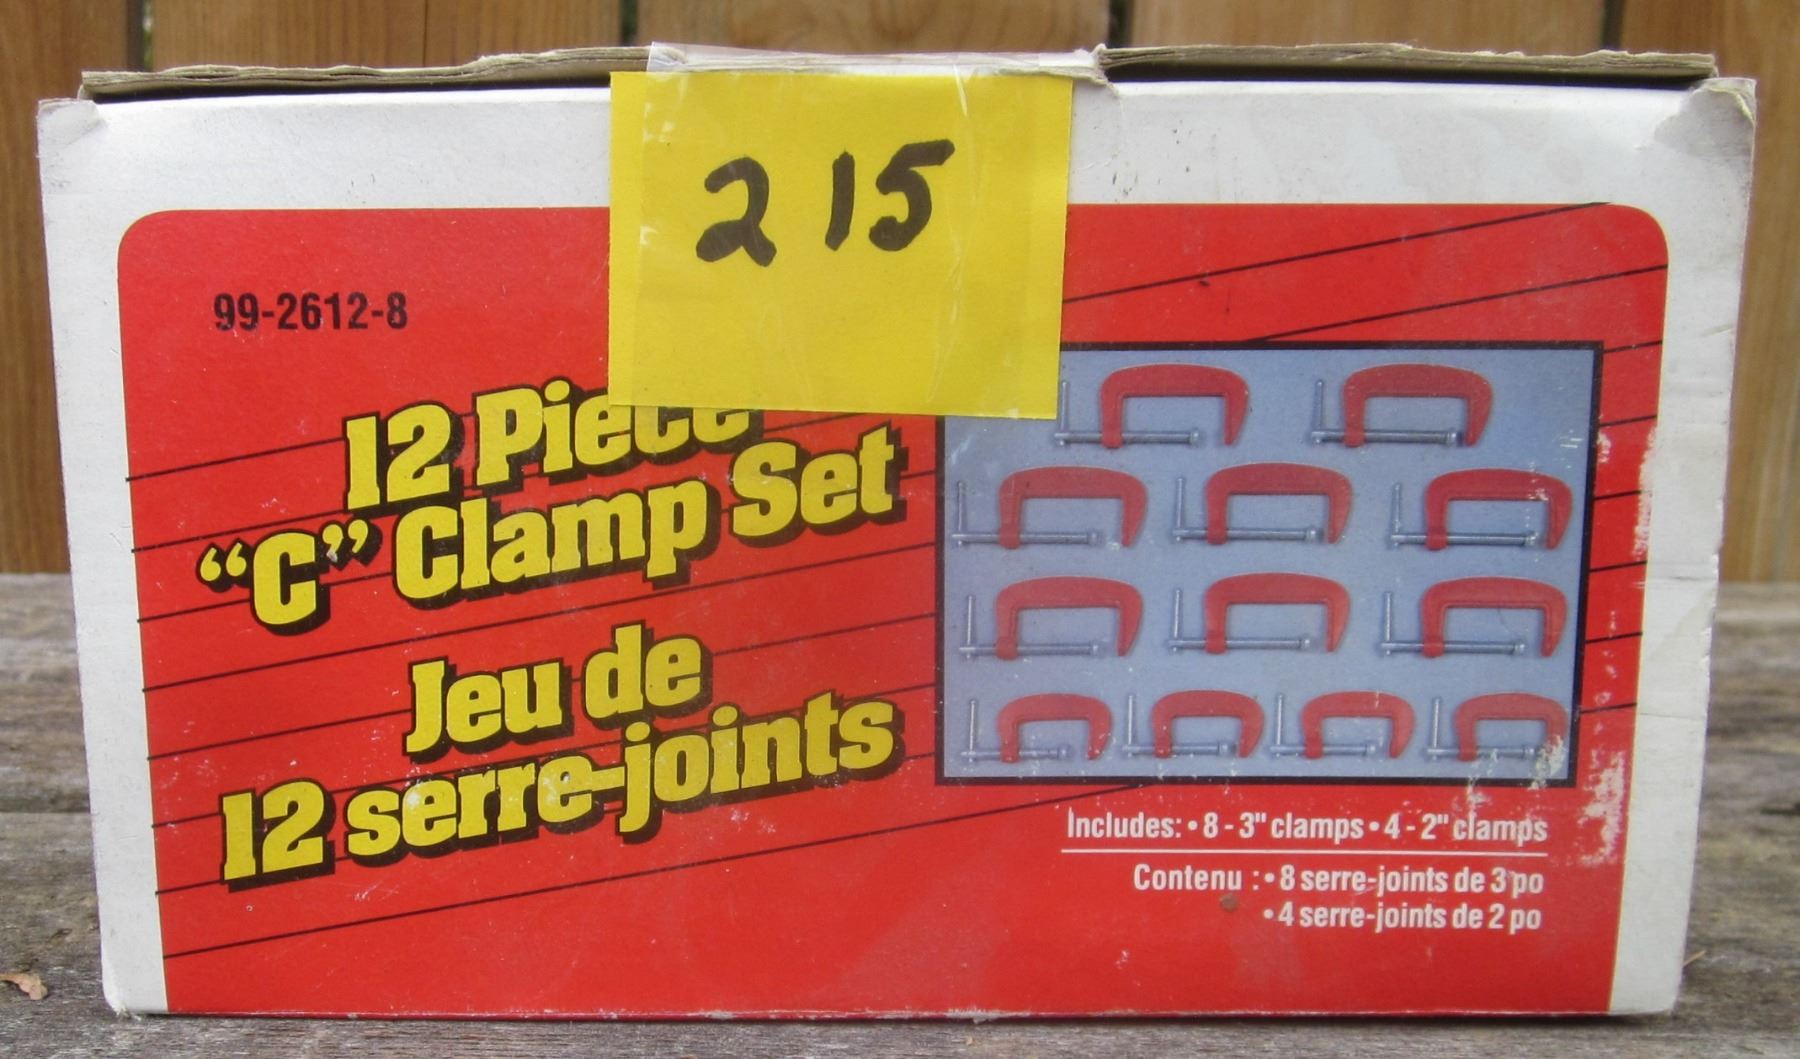 215
99-2612-8
12 Piece
“C” Clamp Set
Jeu de
12 serre-joints
Includes: • 8 - 3" clamps • 4 - 2" clamps
Contenu : • 8 serre-joints de 3 po
• 4 serre-joints de 2 po